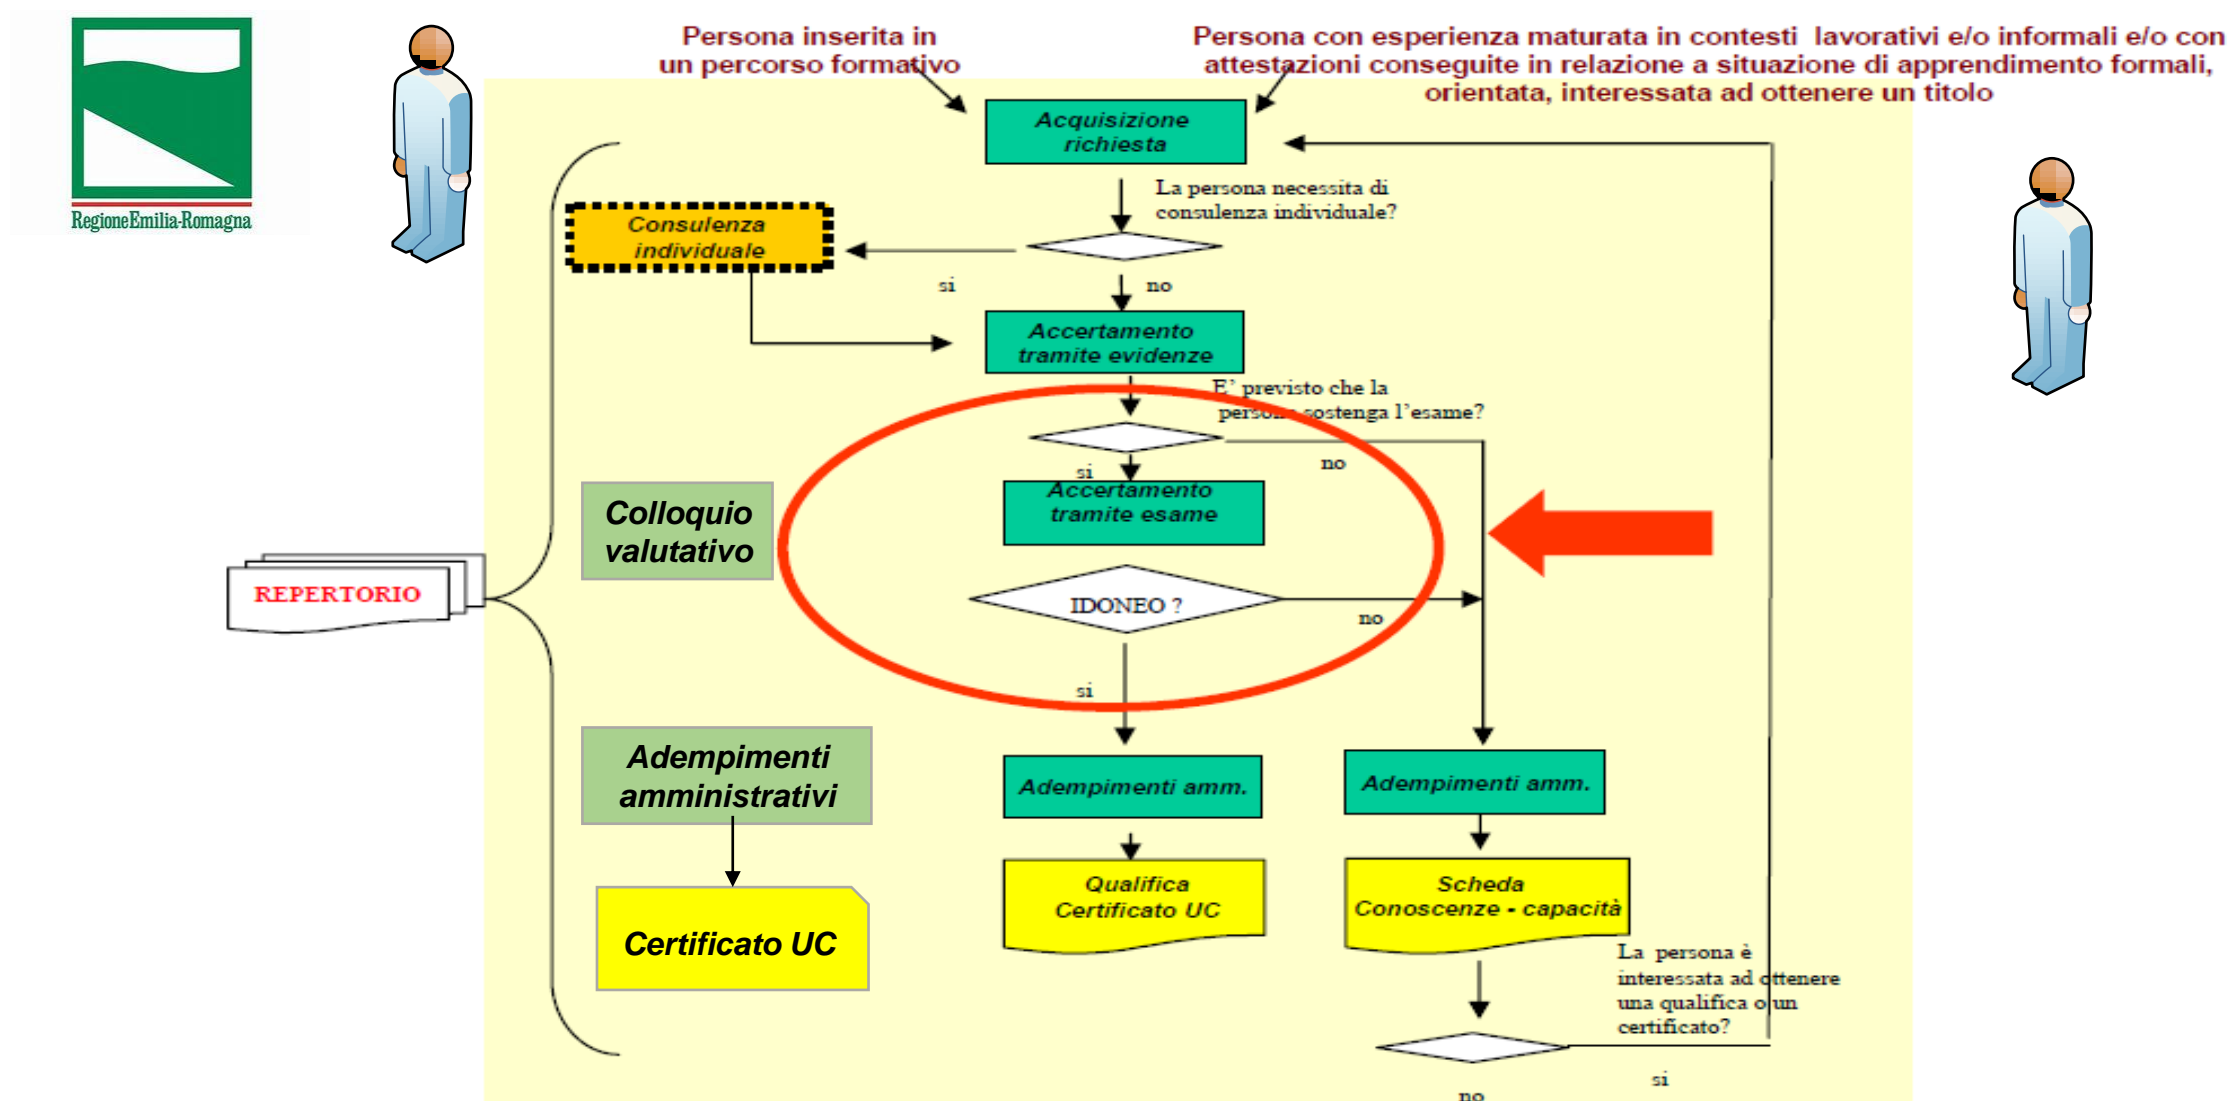 Persona inserita in
un percorso formativo
Persona con esperienza maturata in contesti lavorativi e/o informali e/o con
attestazioni conseguite in relazione a situazione di apprendimento formali,
orientata, interessata ad ottenere un titolo
RegioneEmilia-Romagna
Acquisizione
richiesta
La persona necessita di
consulenza individuale?
Consulenza
individuale
si
no
Accertamento
tramite evidenze
E' previsto che la
persona sostenga l'esame?
si
no
Accertamento
tramite esame
Colloquio
valutativo
REPERTORIO
IDONEO ?
no
si
Adempimenti
amministrativi
Adempimenti amm.
Adempimenti amm.
Qualifica
Certificato UC
Scheda
Conoscenze - capacità
Certificato UC
La persona è
interessata ad ottenere
una qualifica o un
certificato?
si
no